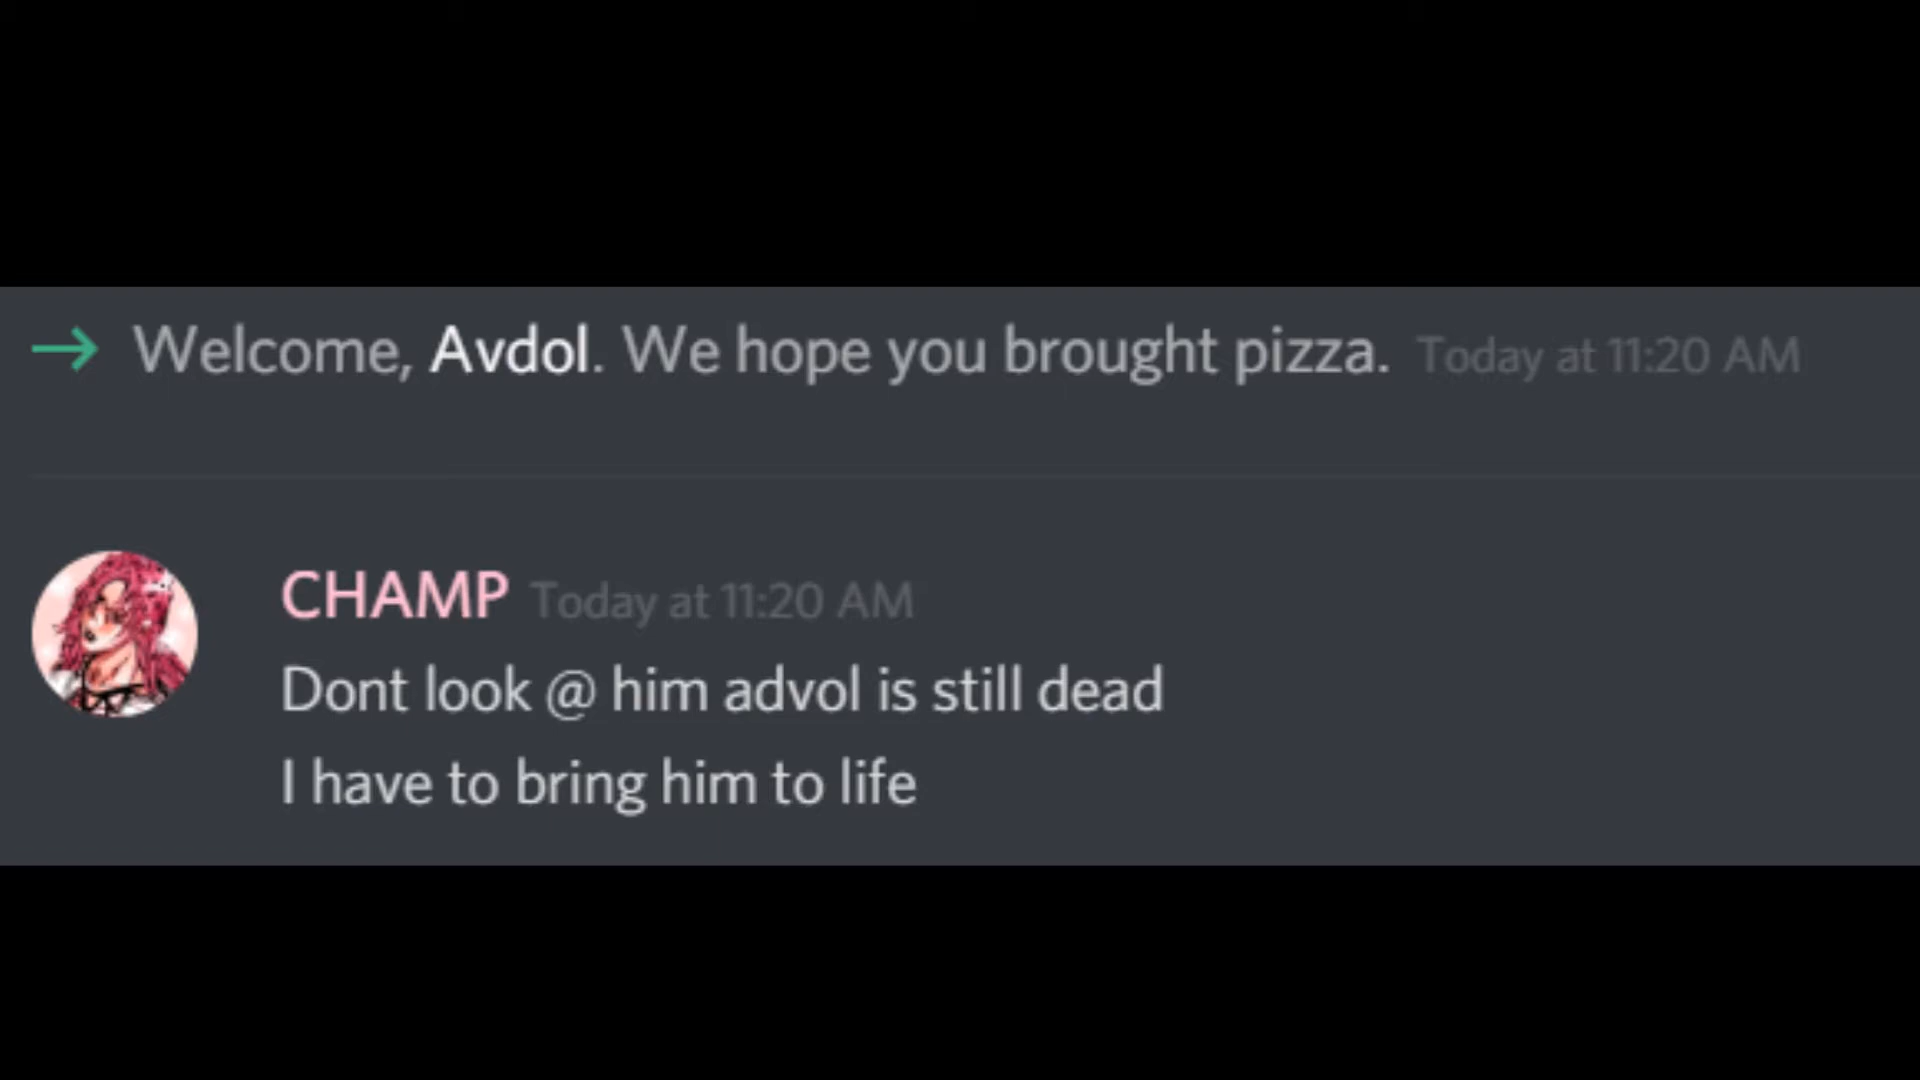 → Welcome, Avdol. We hope you brought pizza. Today at 11:20 AM
CHAMP Today at 11:20 AM
Dont look @ him advol is still dead
I have to bring him to life